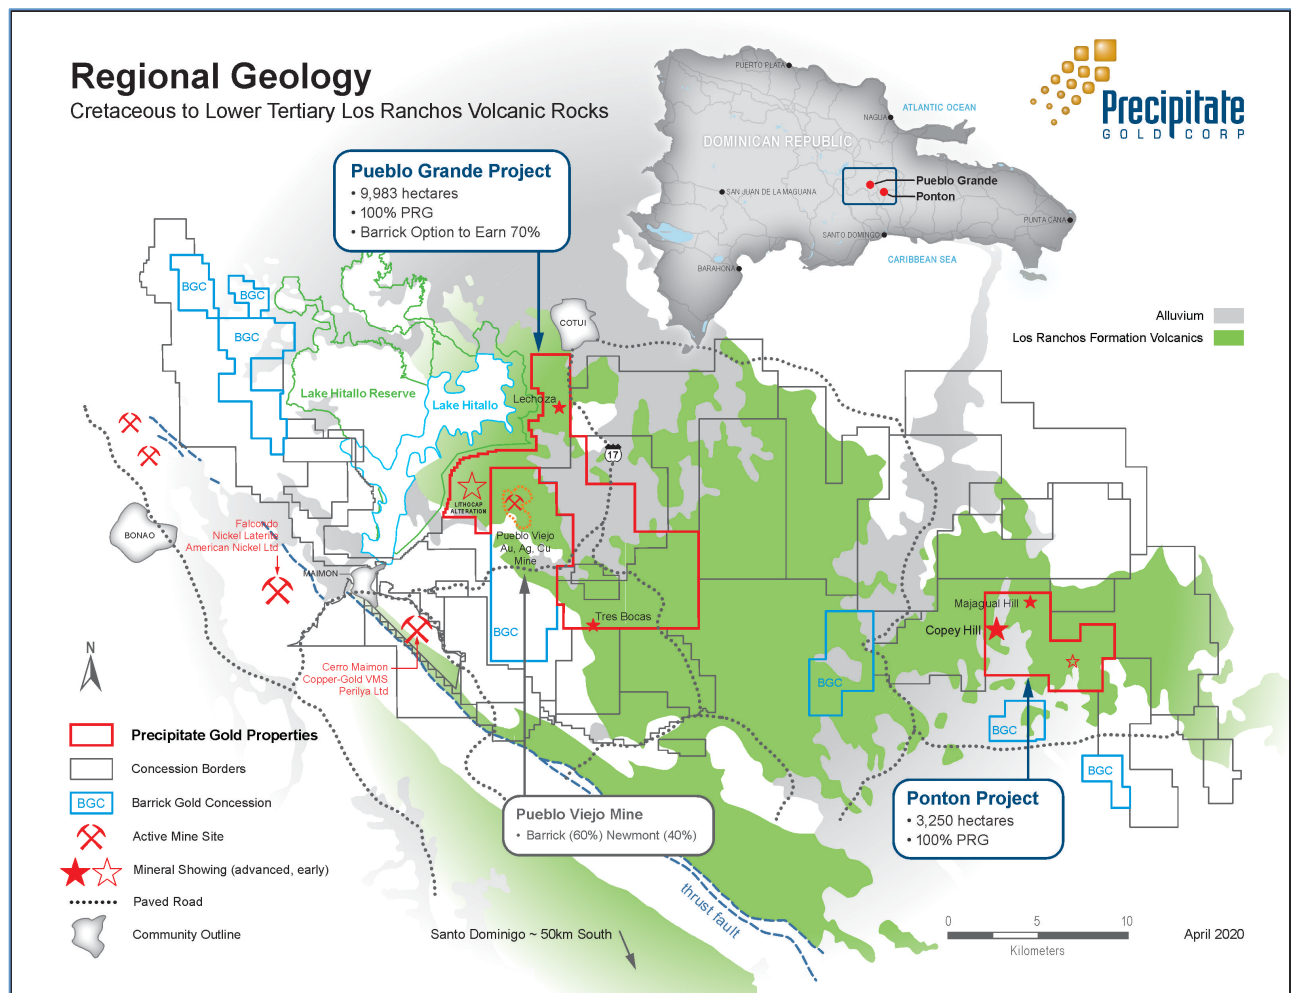 Regional Geology
Cretaceous to Lower Tertiary Los Ranchos Volcanic Rocks
Precipitate
GOLD CORP
PUERTO PLATA
ATLANTIC OCEAN
NAGUA
DOMINICAN REPUBLIC
Pueblo Grande
Ponton
SAN JUAN DE LA MAGUANA
PUNTA CANA
SANTO DOMINGO
CARIBBEAN SEA
BARAHONA
Pueblo Grande Project
• 9,983 hectares
• 100% PRG
• Barrick Option to Earn 70%
Alluvium
Los Ranchos Formation Volcanics
BGC
BGC
BGC
COTUI
Lake Hitallo Reserve
Lake Hitallo
Lechoza
17
LITHOCAP
ALTERATION
Pueblo Viejo
Au, Ag, Cu
Mine
BONAO
Falcondo
Nickel Latente
American Nickel Ltd
MAIMON
Tres Bocas
BGC
Majagual Hill
Copey Hill
Cerro Maimon
Copper-Gold VMS
Perilya Ltd
BGC
BGC
BGC
N
Precipitate Gold Properties
Concession Borders
BGC
Barrick Gold Concession
Active Mine Site
Mineral Showing (advanced, early)
Paved Road
Community Outline
Pueblo Viejo Mine
• Barrick (60%) Newmont (40%)
Ponton Project
• 3,250 hectares
• 100% PRG
thrust fault
Santo Dominigo ~ 50km South
0 5 10
Kilometers
April 2020